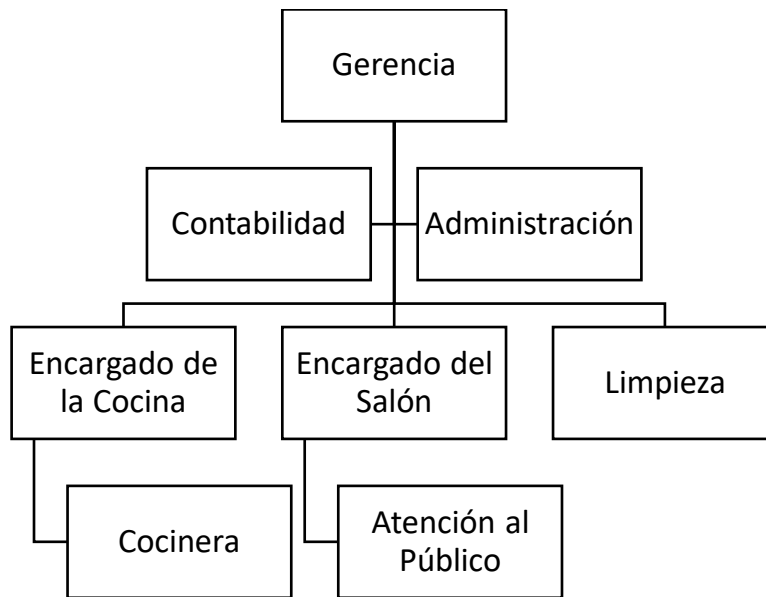 Gerencia
Contabilidad
Administración
Encargado de
la Cocina
Encargado del
Salón
Limpieza
Cocinera
Atención al
Público